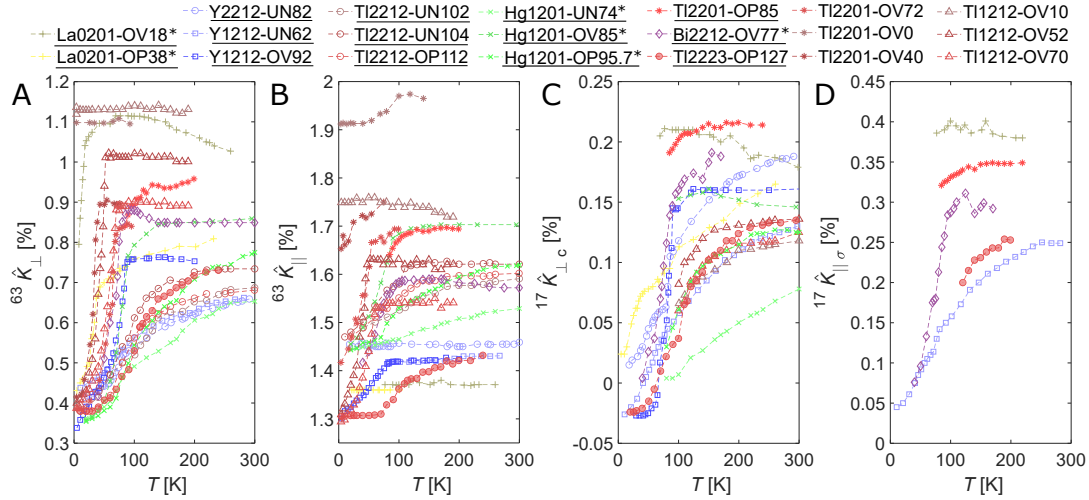 Y2212-UN82 Tl2212-UN102 Hg1201-UN74* Tl2201-OP85 Tl2201-OV72 Tl1212-OV10
La0201-OV18* Y1212-UN62 Tl2212-UN104 Hg1201-OV85* Bi2212-OV77* Tl2201-OV0 Tl1212-OV52
La0201-OP38* Y1212-OV92 Tl2212-OP112 Hg1201-OP95.7* Tl2223-OP127 Tl2201-OV40 Tl1212-OV70
A B C D
63K̂⊥ [%]
1.2
1.1
1
0.9
0.8
0.7
0.6
0.5
0.4
0.3
0 100 200 300
T [K]
63K̂|| [%]
2
1.9
1.8
1.7
1.6
1.5
1.4
1.3
0 100 200 300
T [K]
17K̂⊥ c [%]
0.25
0.2
0.15
0.1
0.05
0
-0.05
0 100 200 300
T [K]
17K̂|| σ [%]
0.5
0.45
0.4
0.35
0.3
0.25
0.2
0.15
0.1
0.05
0
0 100 200 300
T [K]